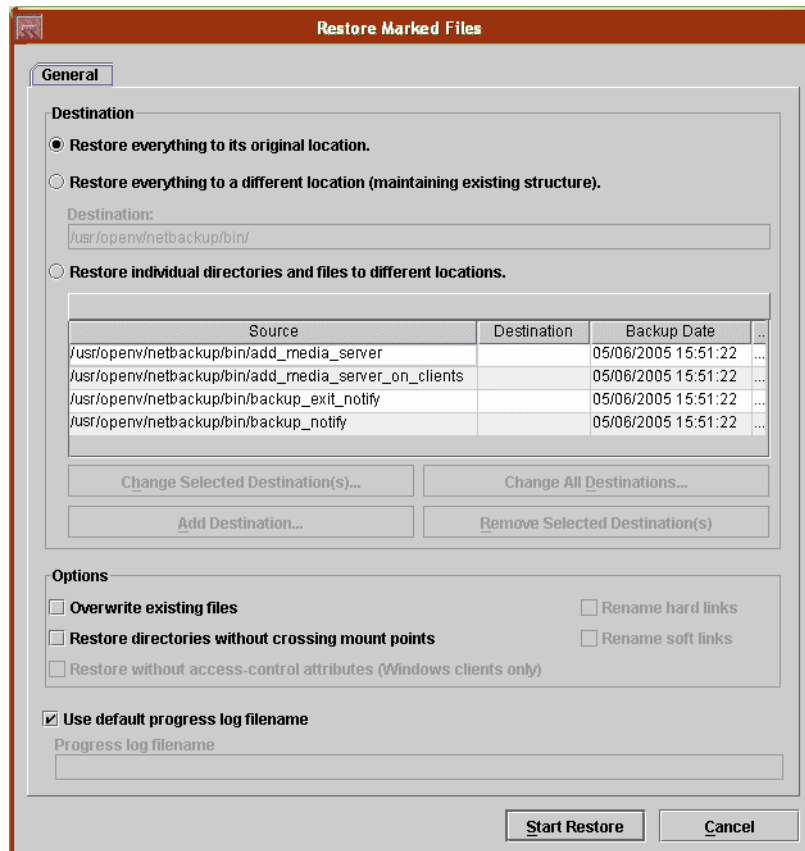 Restore Marked Files
General
Destination
Restore everything to its original location.
Restore everything to a different location (maintaining existing structure).
Destination:
/usr/openv/netbackup/bin/
Restore individual directories and files to different locations.
Source Destination Backup Date ..
/usr/openv/netbackup/bin/add_media_server 05/06/2005 15:51:22 ...
/usr/openv/netbackup/bin/add_media_server_on_clients 05/06/2005 15:51:22 ...
/usr/openv/netbackup/bin/backup_exit_notify 05/06/2005 15:51:22 ...
/usr/openv/netbackup/bin/backup_notify 05/06/2005 15:51:22 ...
Change Selected Destination(s)... Change All Destinations...
Add Destination... Remove Selected Destination(s)
Options
Overwrite existing files Rename hard links
Restore directories without crossing mount points Rename soft links
Restore without access-control attributes (Windows clients only)
Use default progress log filename
Progress log filename
Start Restore Cancel